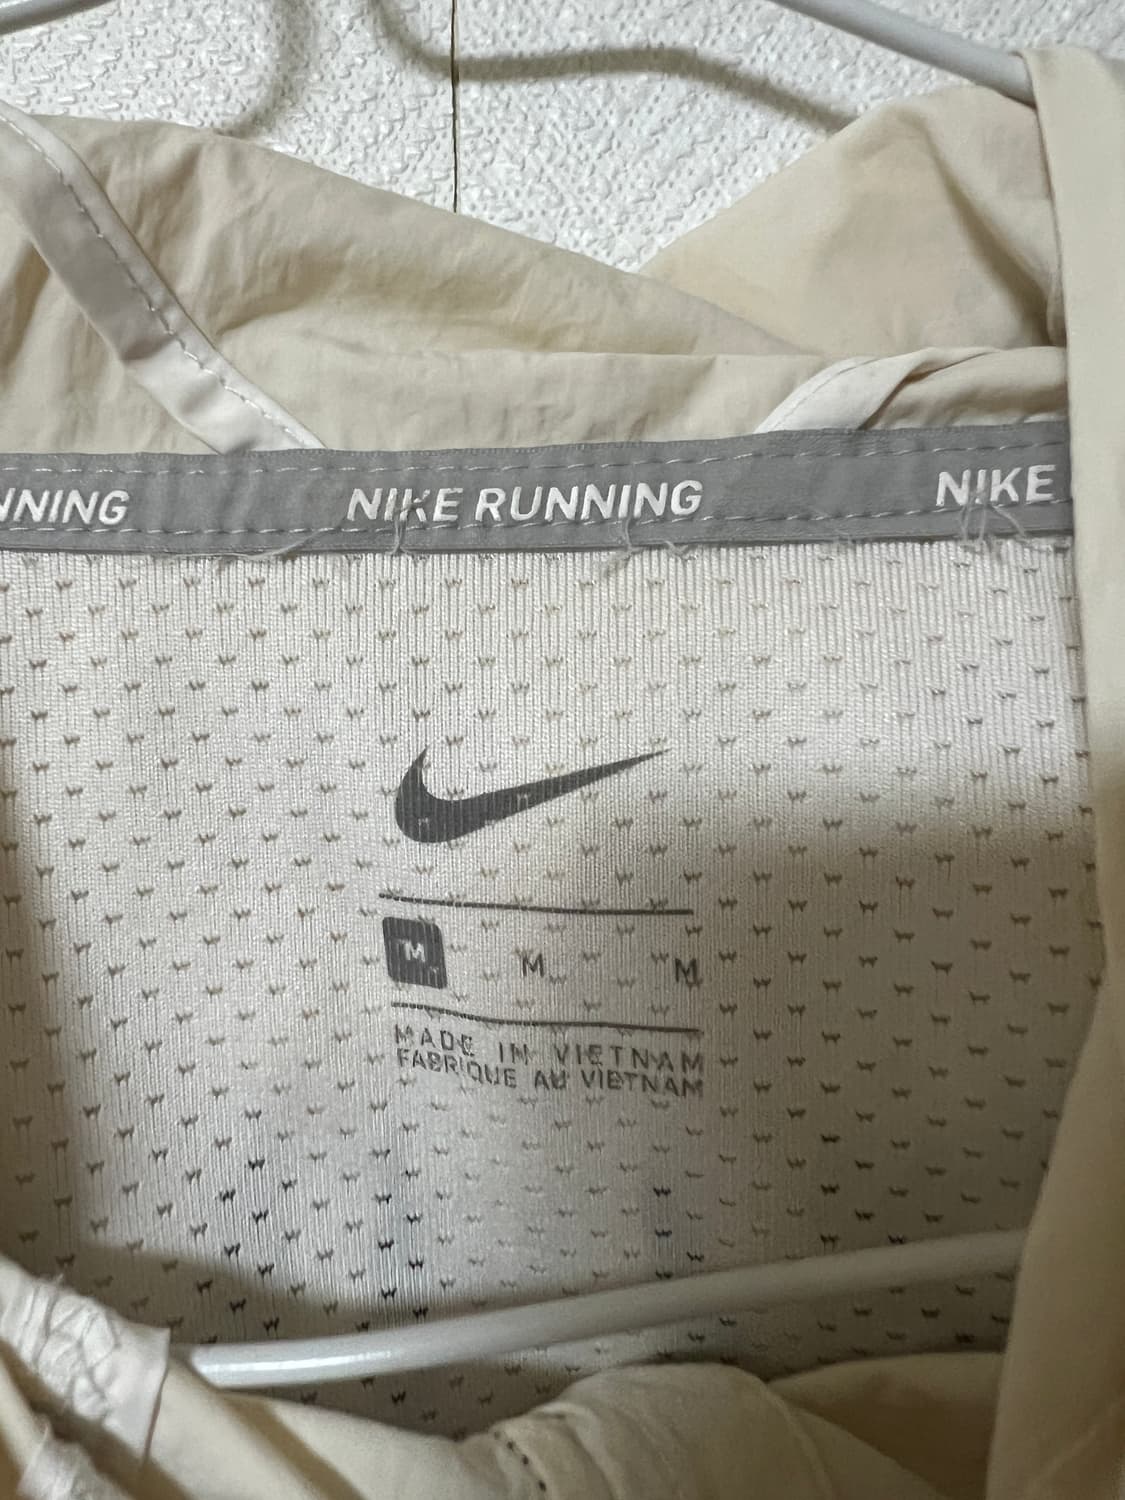 NNING NIKE RUNNING NIKE
M M M
MADE IN VIETNAM
FABRIQUE AU VIETNAM